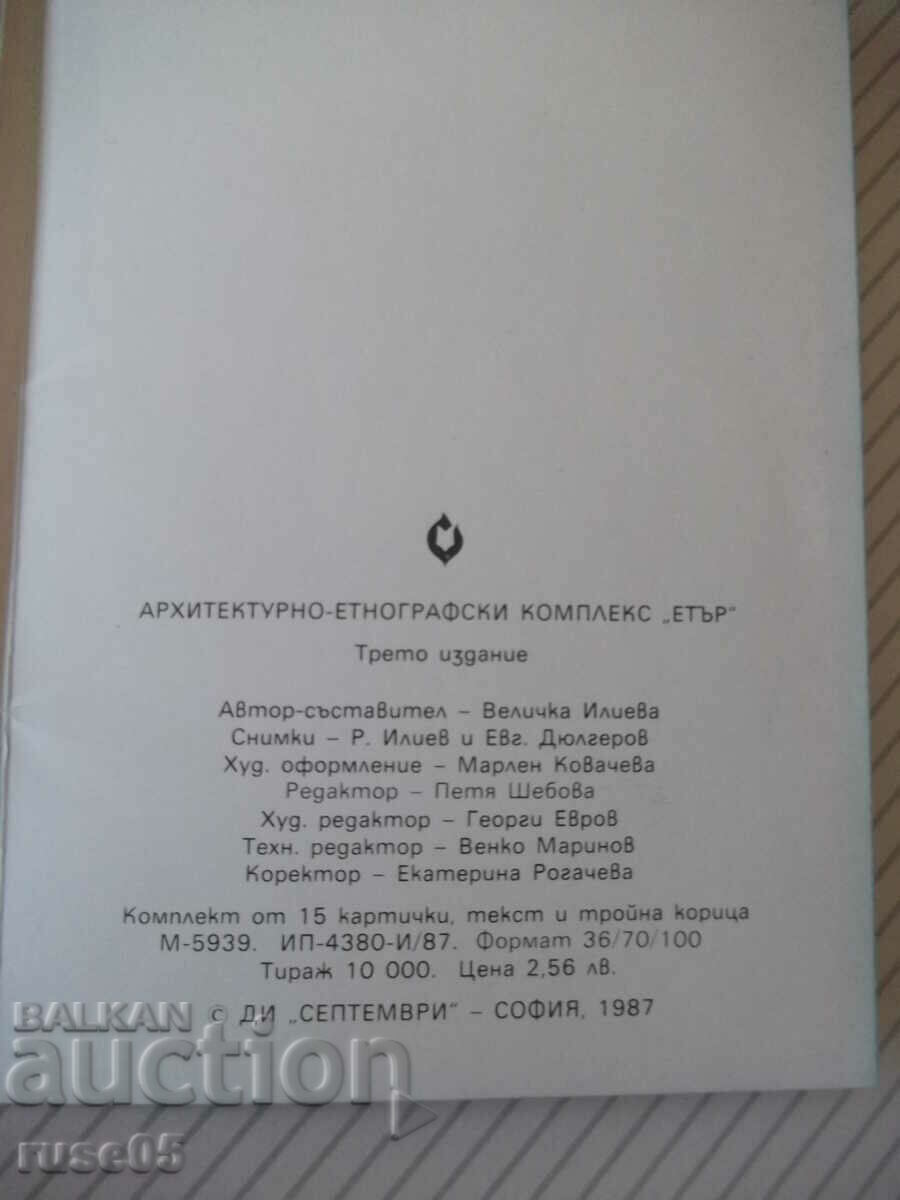 АРХИТЕКТУРНО-ЕТНОГРАФСКИ КОМПЛЕКС „ЕТЪР“
Трето издание
Автор-съставител – Величка Илиева
Снимки – Р. Илиев и Евг. Дюлгеров
Худ. оформление – Марлен Ковачева
Редактор – Петя Шебова
Худ. редактор – Георги Евров
Техн. редактор – Венко Маринов
Коректор – Екатерина Рогачева
Комплект от 15 картички, текст и тройна корица
М-5939. ИП-4380-И/87. Формат 36/70/100
Тираж 10 000. Цена 2,56 лв.
© ДИ „СЕПТЕМВРИ“ – СОФИЯ, 1987
BALKAN
auction
ruse05